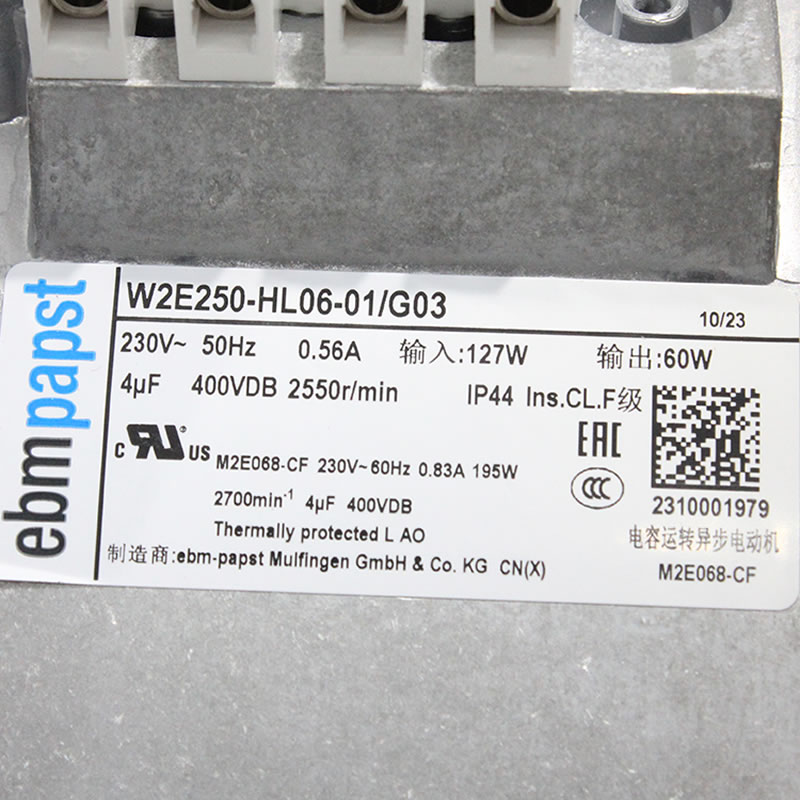 ebmpapst
W2E250-HL06-01/G03
10/23
230V~ 50Hz 0.56A 输入:127W 输出:60W
4µF 400VDB 2550r/min IP44 Ins.CL.F级
c RU US M2E068-CF 230V~60Hz 0.83A 195W
2700min-1 4µF 400VDB
Thermally protected L AO
EAC
CCC
2310001979
电容运转异步电动机
M2E068-CF
制造商:ebm-papst Mulfingen GmbH & Co. KG CN(X)